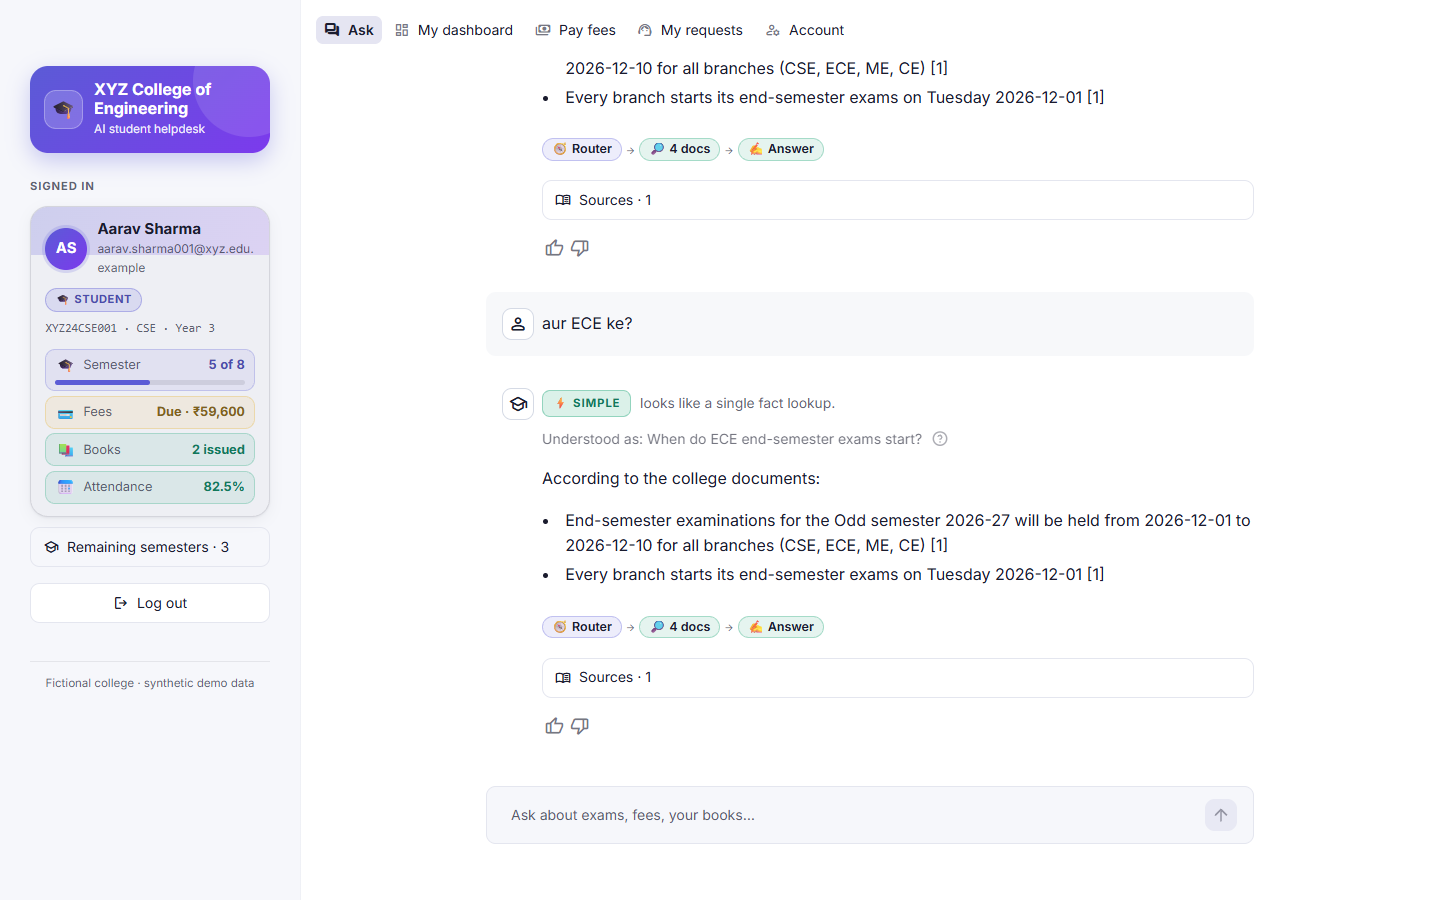 XYZ College of
Engineering
AI student helpdesk
SIGNED IN
AS
Aarav Sharma
aarav.sharma001@xyz.edu.
example
STUDENT
XYZ24CSE001 · CSE · Year 3
Semester 5 of 8
Fees Due · ₹59,600
Books 2 issued
Attendance 82.5%
Remaining semesters · 3
Log out
Fictional college · synthetic demo data
Ask My dashboard Pay fees My requests Account
2026-12-10 for all branches (CSE, ECE, ME, CE) [1]
• Every branch starts its end-semester exams on Tuesday 2026-12-01 [1]
Router → 4 docs → Answer
Sources · 1
aur ECE ke?
SIMPLE looks like a single fact lookup.
Understood as: When do ECE end-semester exams start?
According to the college documents:
• End-semester examinations for the Odd semester 2026-27 will be held from 2026-12-01 to
2026-12-10 for all branches (CSE, ECE, ME, CE) [1]
• Every branch starts its end-semester exams on Tuesday 2026-12-01 [1]
Router → 4 docs → Answer
Sources · 1
Ask about exams, fees, your books...